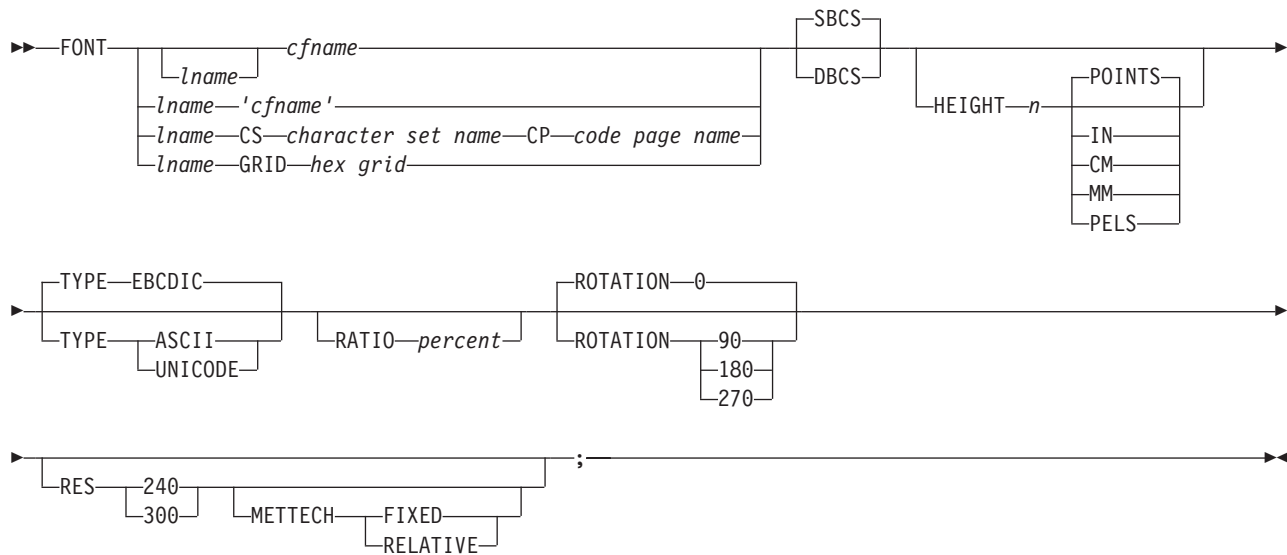 SBCS
FONT cfname DBCS
lname POINTS
HEIGHT n
lname 'cfname'
IN
lname CS character set name CP code page name
CM
lname GRID hex grid
MM
PELS
TYPE EBCDIC ROTATION 0
TYPE ASCII RATIO percent ROTATION 90
UNICODE 180
270
;
RES 240
300 METTECH FIXED
RELATIVE